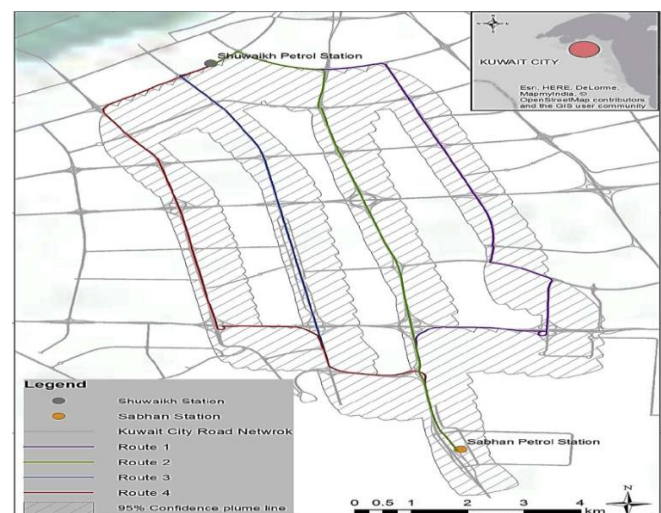 Shuwaikh Petrol Station
KUWAIT CITY
Esri, HERE, DeLorme,
MapmyIndia, ©
OpenStreetMap contributors
and the GIS user community
Sabhan Petrol Station
Legend
Shuwaikh Station
Sabhan Station
Kuwait City Road Netwrok
Route 1
Route 2
Route 3
Route 4
95% Confidence plume line
0 0.5 1 2 3 4
km
N